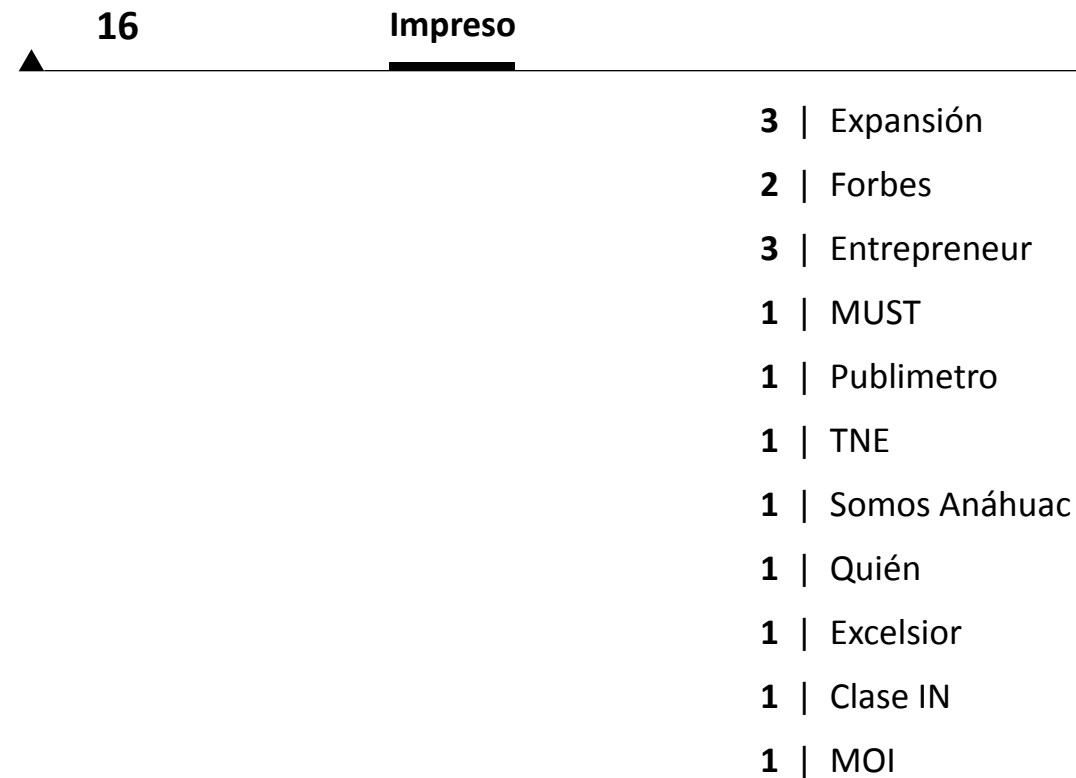 16 Impreso
3 | Expansión
2 | Forbes
3 | Entrepreneur
1 | MUST
1 | Publimetro
1 | TNE
1 | Somos Anáhuac
1 | Quién
1 | Excelsior
1 | Clase IN
1 | MOI